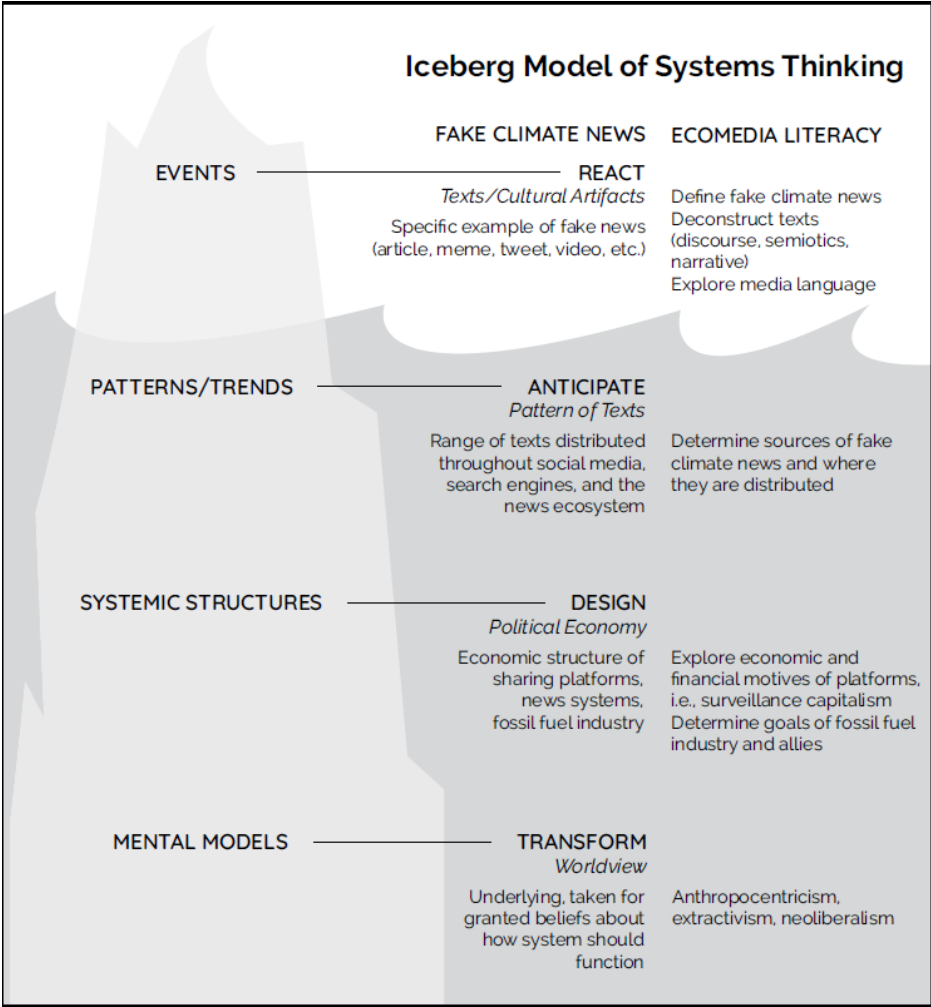 Iceberg Model of Systems Thinking
FAKE CLIMATE NEWS
ECOMEDIA LITERACY
EVENTS
REACT
Texts/Cultural Artifacts
Specific example of fake news
(article, meme, tweet, video, etc.)
Define fake climate news
Deconstruct texts
(discourse, semiotics,
narrative)
Explore media language
PATTERNS/TRENDS
ANTICIPATE
Pattern of Texts
Range of texts distributed
throughout social media,
search engines, and the
news ecosystem
Determine sources of fake
climate news and where
they are distributed
SYSTEMIC STRUCTURES
DESIGN
Political Economy
Economic structure of
sharing platforms,
news systems,
fossil fuel industry
Explore economic and
financial motives of platforms,
i.e., surveillance capitalism
Determine goals of fossil fuel
industry and allies
MENTAL MODELS
TRANSFORM
Worldview
Underlying, taken for
granted beliefs about
how system should
function
Anthropocentricism,
extractivism, neoliberalism